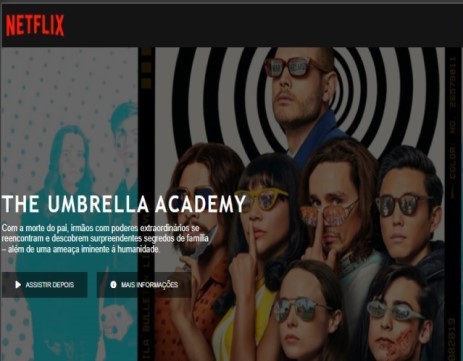 NETFLIX
THE UMBRELLA ACADEMY
Com a morte do pai, irmãos com poderes extraordinários se
reencontram e descobrem surpreendentes segredos de família
– além de uma ameaça iminente à humanidade.
ASSISTIR DEPOIS
MAIS INFORMAÇÕES